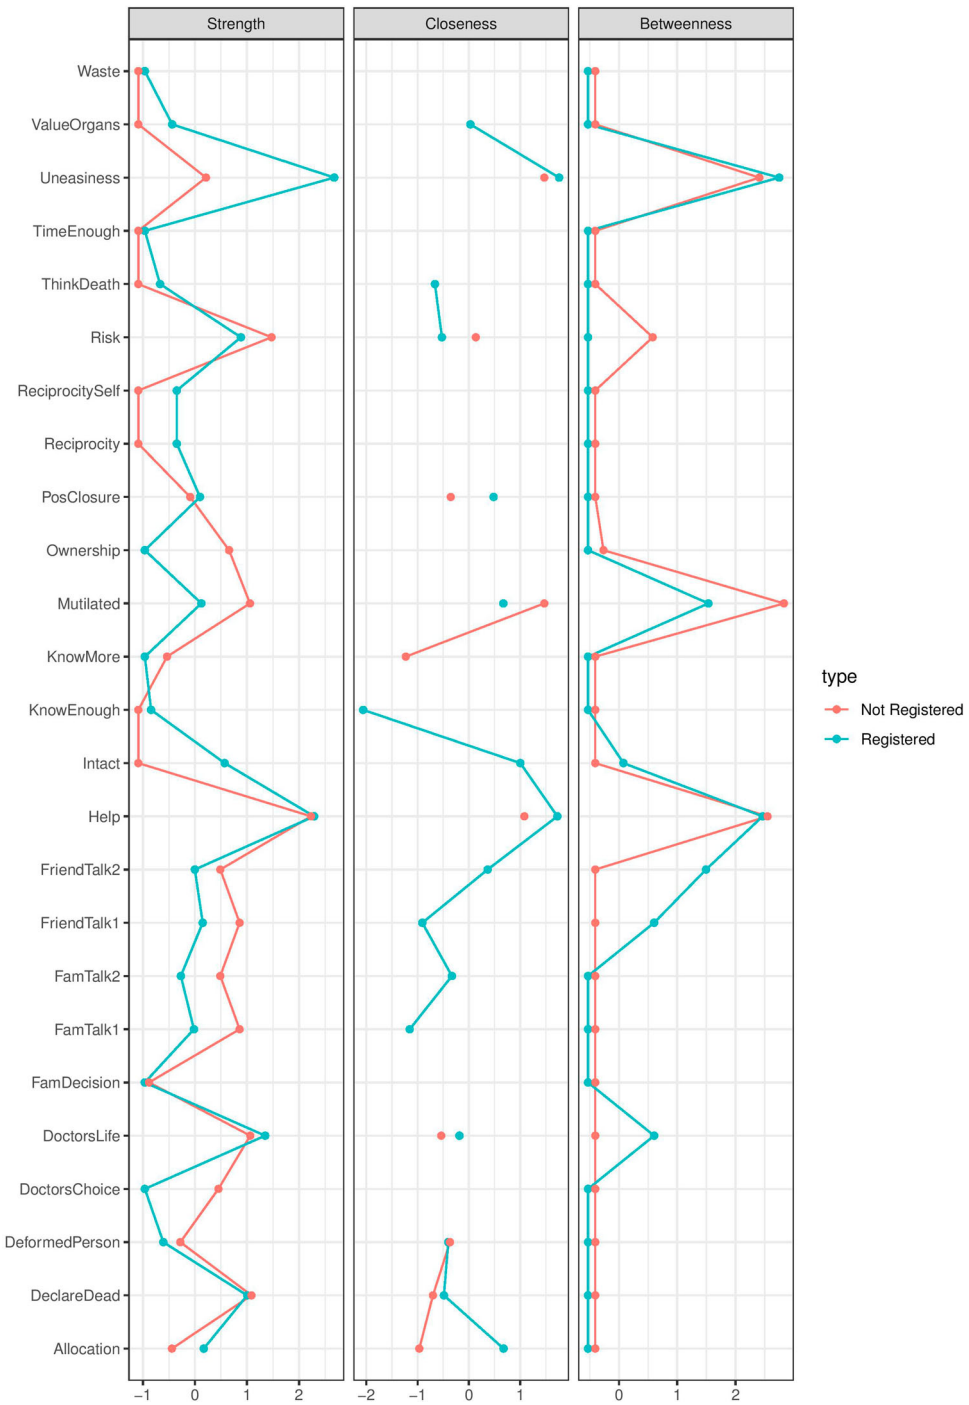 Strength Closeness Betweenness
Waste
ValueOrgans
Uneasiness
TimeEnough
ThinkDeath
Risk
ReciprocitySelf
Reciprocity
PosClosure
Ownership
Mutilated
KnowMore
KnowEnough
Intact
Help
FriendTalk2
FriendTalk1
FamTalk2
FamTalk1
FamDecision
DoctorsLife
DoctorsChoice
DeformedPerson
DeclareDead
Allocation
−1 0 1 2 −2 −1 0 1 0 1 2
type
Not Registered
Registered